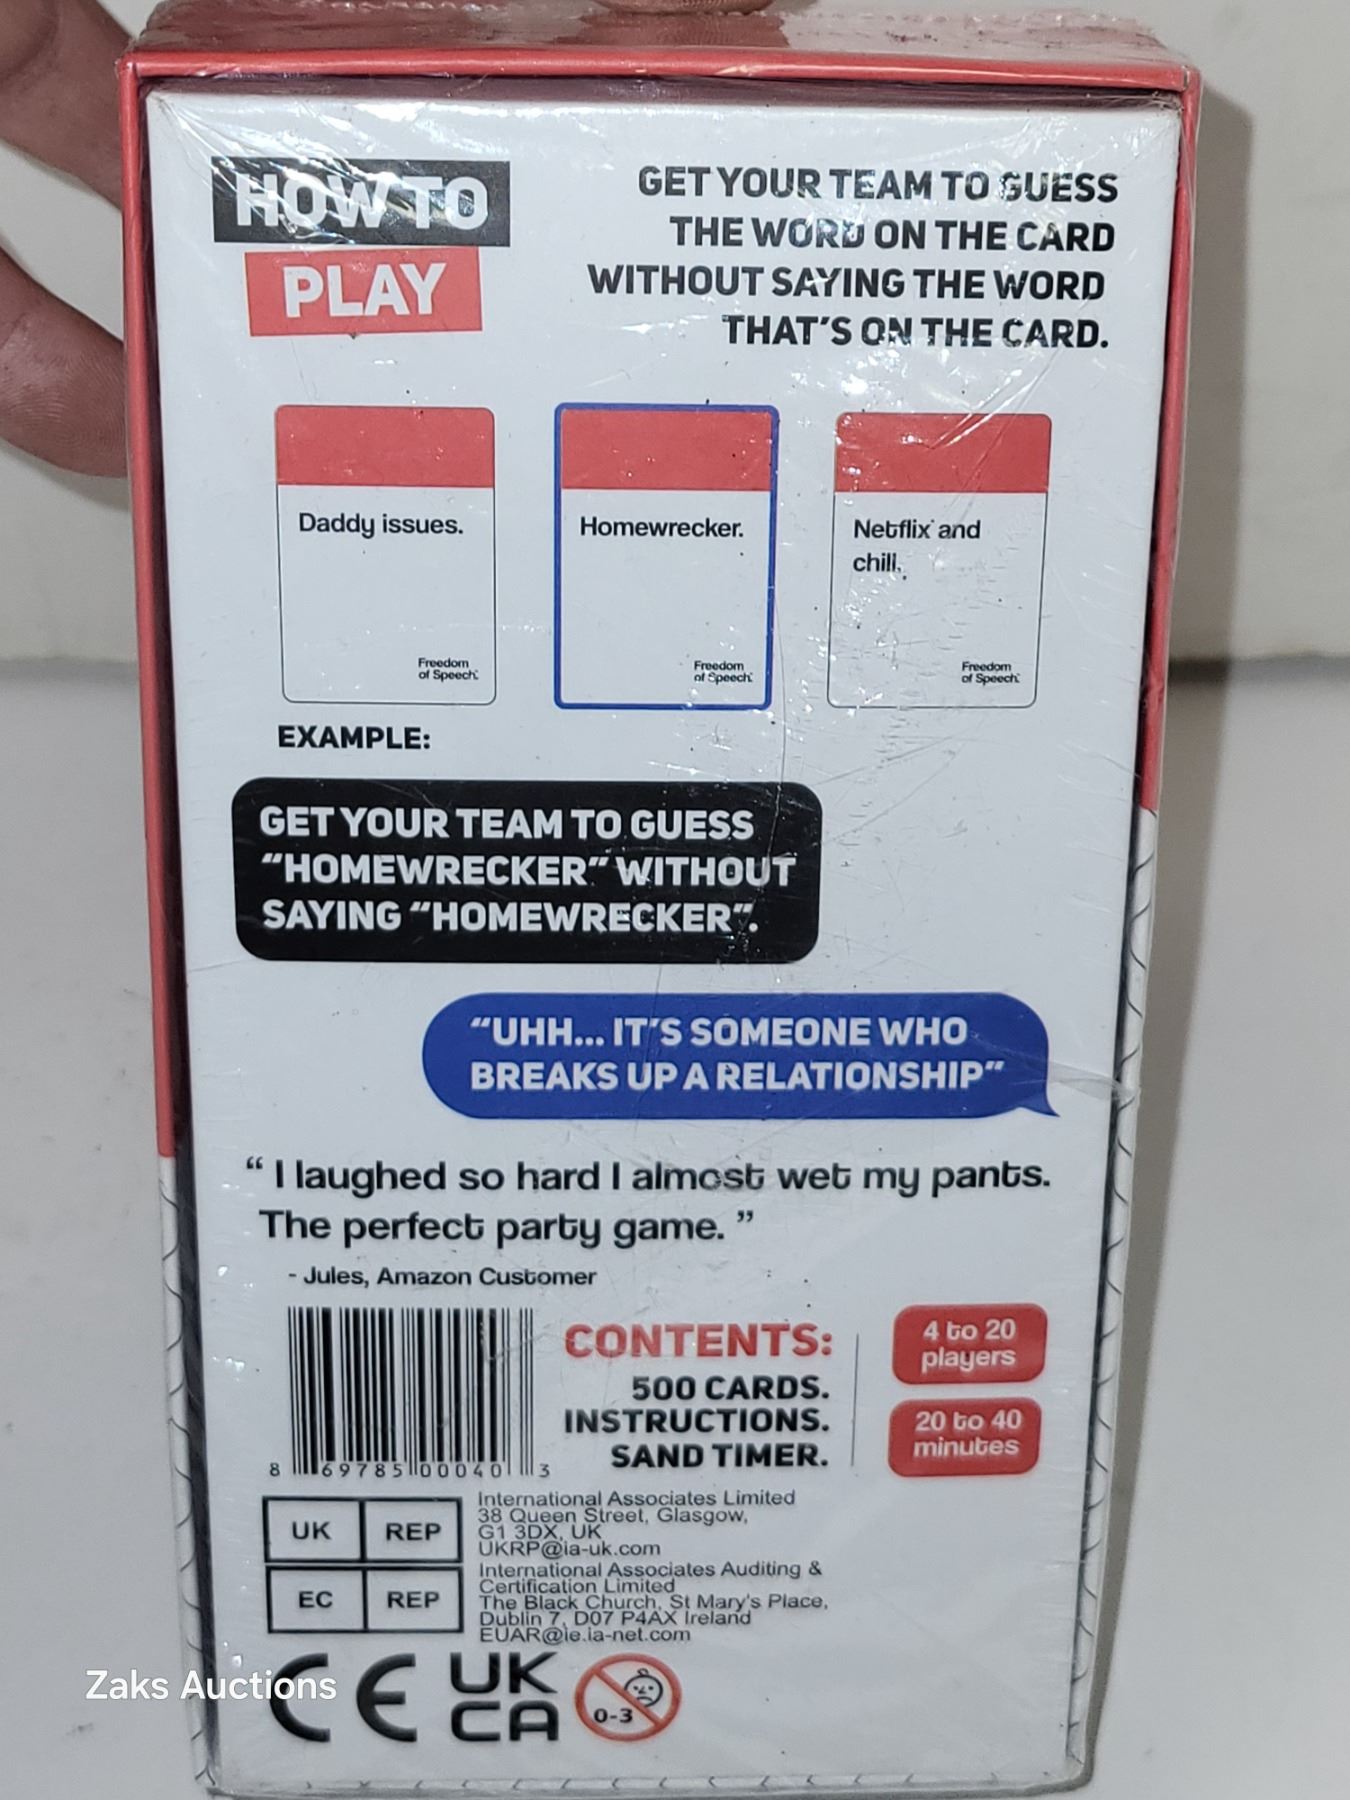 HOW TO
PLAY
GET YOUR TEAM TO GUESS
THE WORD ON THE CARD
WITHOUT SAYING THE WORD
THAT'S ON THE CARD.
Daddy issues.
Freedom
of Speech™
Homewrecker.
Freedom
of Speech™
Netflix and
chill.
Freedom
of Speech™
EXAMPLE:
GET YOUR TEAM TO GUESS
“HOMEWRECKER” WITHOUT
SAYING “HOMEWRECKER”.
“UHH... IT'S SOMEONE WHO
BREAKS UP A RELATIONSHIP”
“ I laughed so hard I almost wet my pants.
The perfect party game. ”
- Jules, Amazon Customer
8 69785 00040 3
CONTENTS:
500 CARDS.
INSTRUCTIONS.
SAND TIMER.
4 to 20
players
20 to 40
minutes
UK REP
International Associates Limited
38 Queen Street, Glasgow,
G1 3DX, UK
UKRP@ia-uk.com
EC REP
International Associates Auditing &
Certification Limited
The Black Church, St Mary's Place,
Dublin 7, D07 P4AX Ireland
EUAR@ie.ia-net.com
CE
UK
CA
0-3
Zaks Auctions